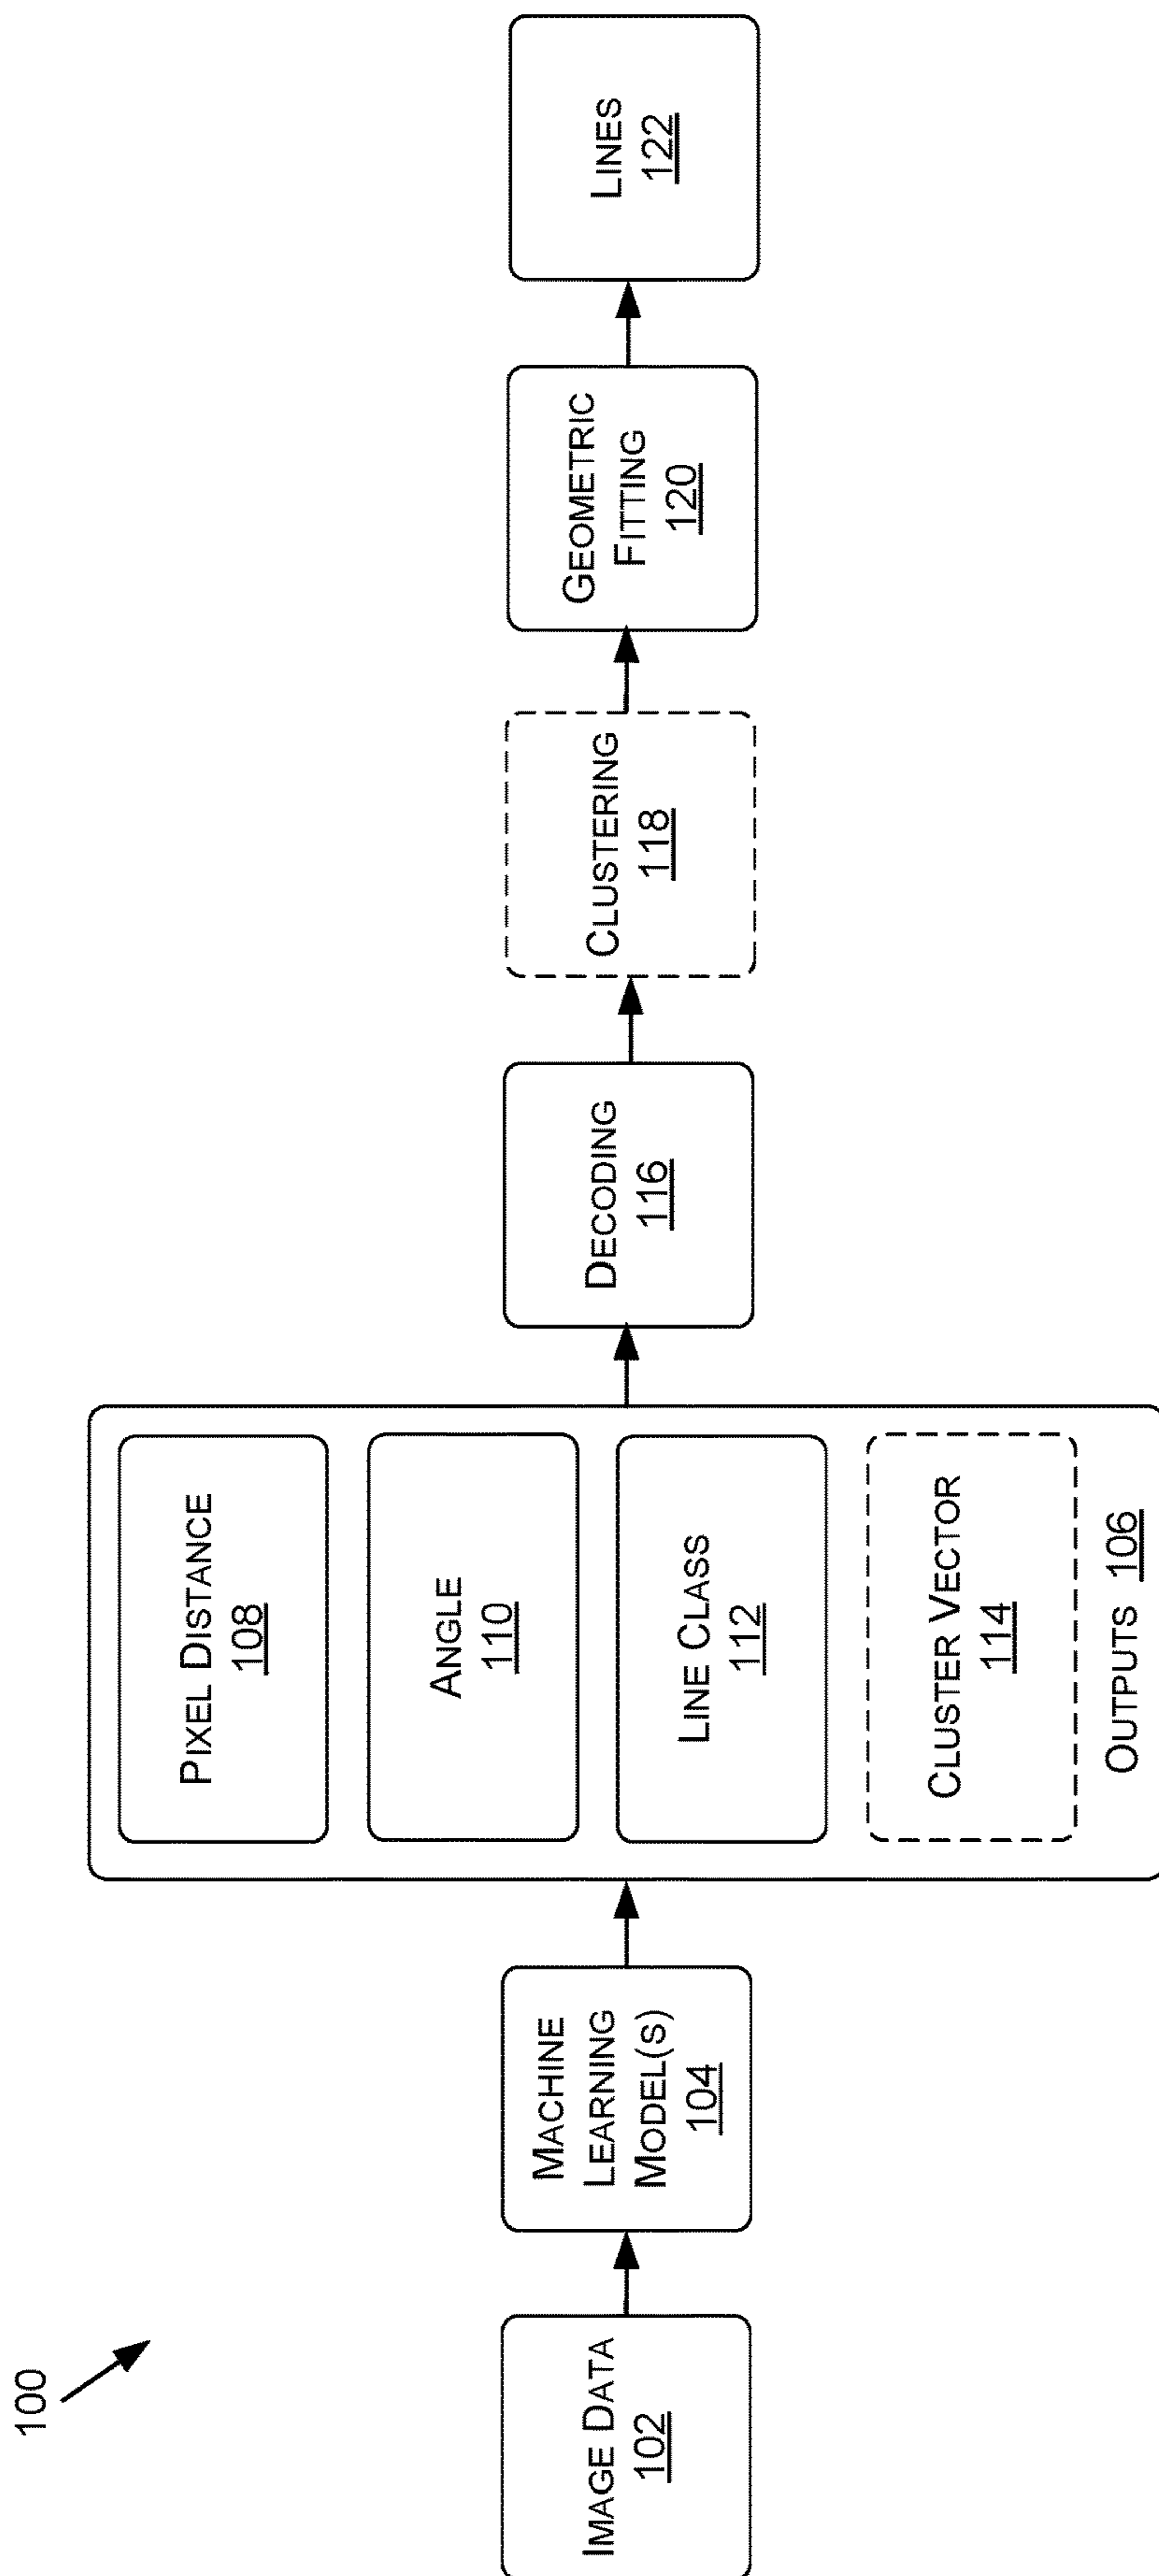 100
IMAGE DATA
102
MACHINE
LEARNING
MODEL(S)
104
PIXEL DISTANCE
108
ANGLE
110
LINE CLASS
112
CLUSTER VECTOR
114
OUTPUTS 106
DECODING
116
CLUSTERING
118
GEOMETRIC
FITTING
120
LINES
122